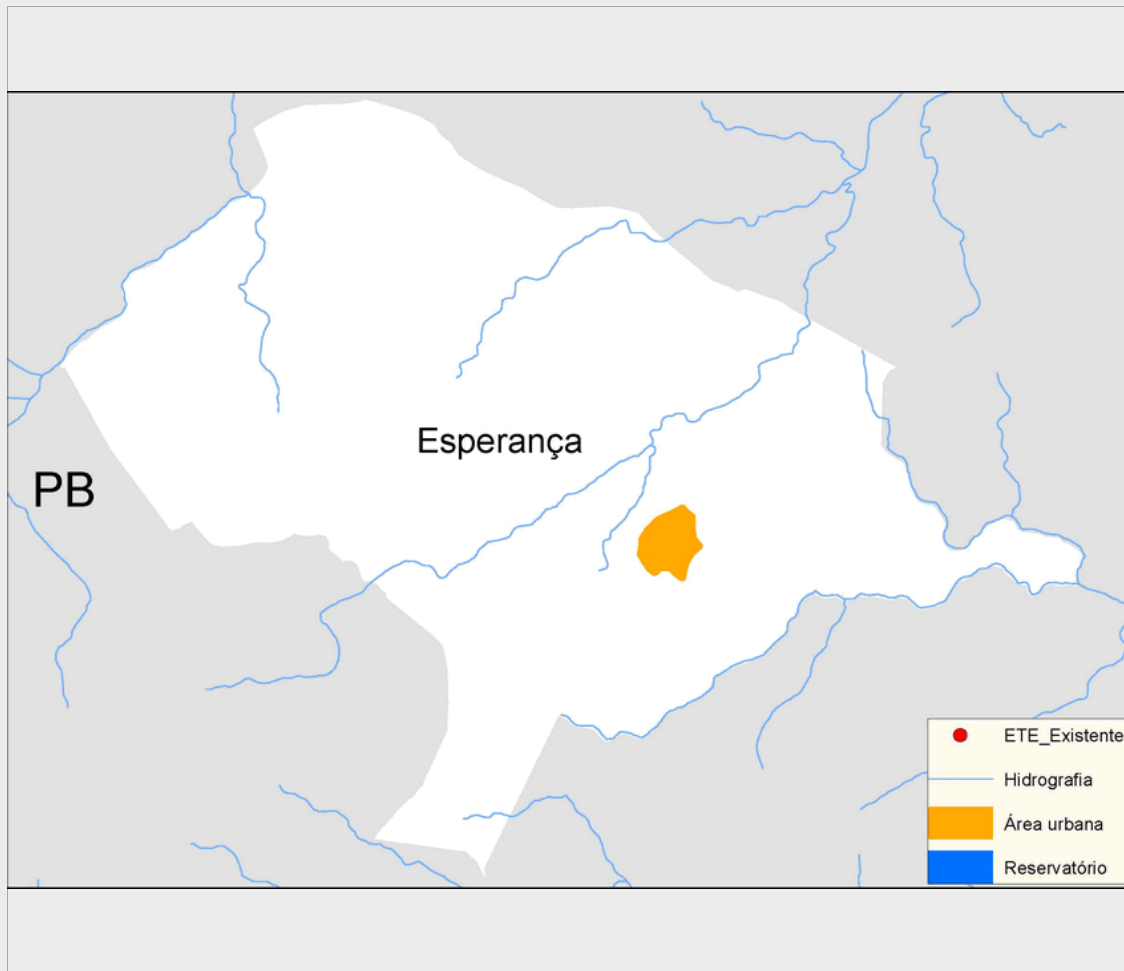 Esperança
PB
ETE_Existente
Hidrografia
Área urbana
Reservatório